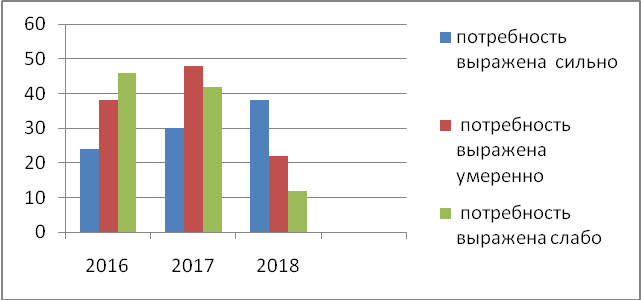 60
50
40
30
20
10
0
2016 2017 2018
потребность
выражена сильно
потребность
выражена
умеренно
потребность
выражена слабо